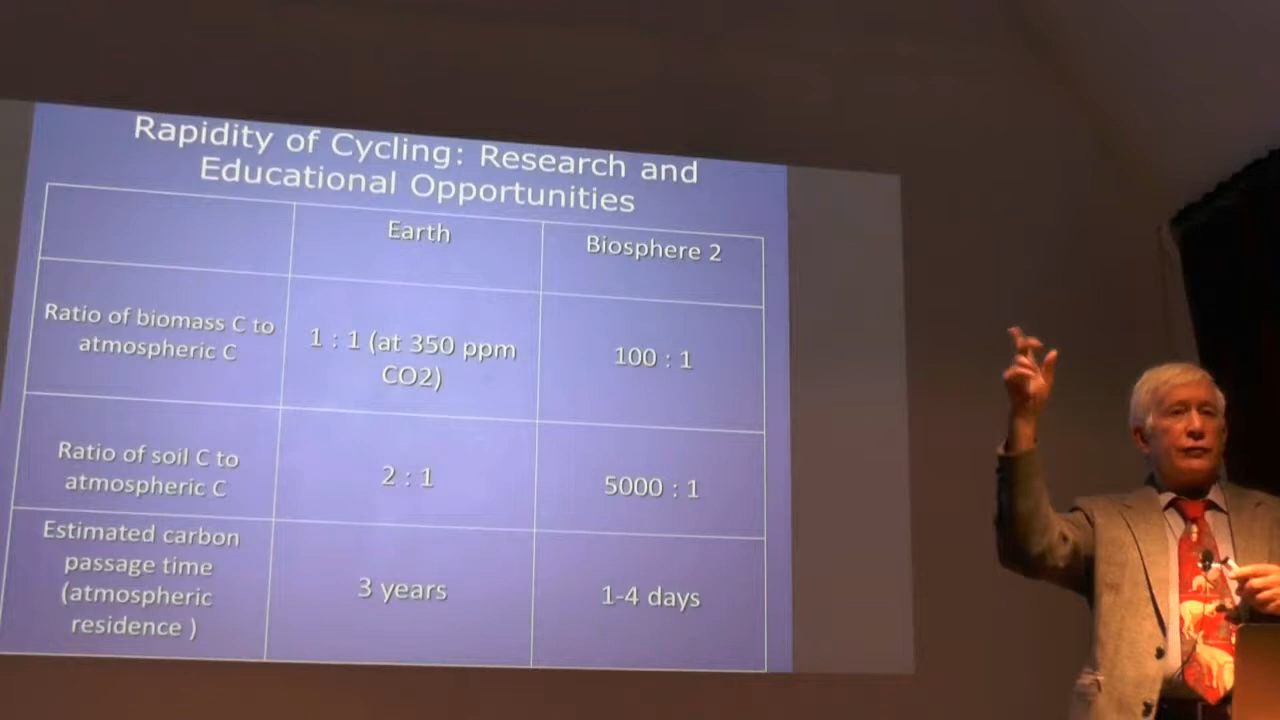 Rapidity of Cycling: Research and
Educational Opportunities
Earth
Biosphere 2
Ratio of biomass C to
atmospheric C
1 : 1 (at 350 ppm
CO2)
100 : 1
Ratio of soil C to
atmospheric C
2 : 1
5000 : 1
Estimated carbon
passage time
(atmospheric
residence )
3 years
1-4 days